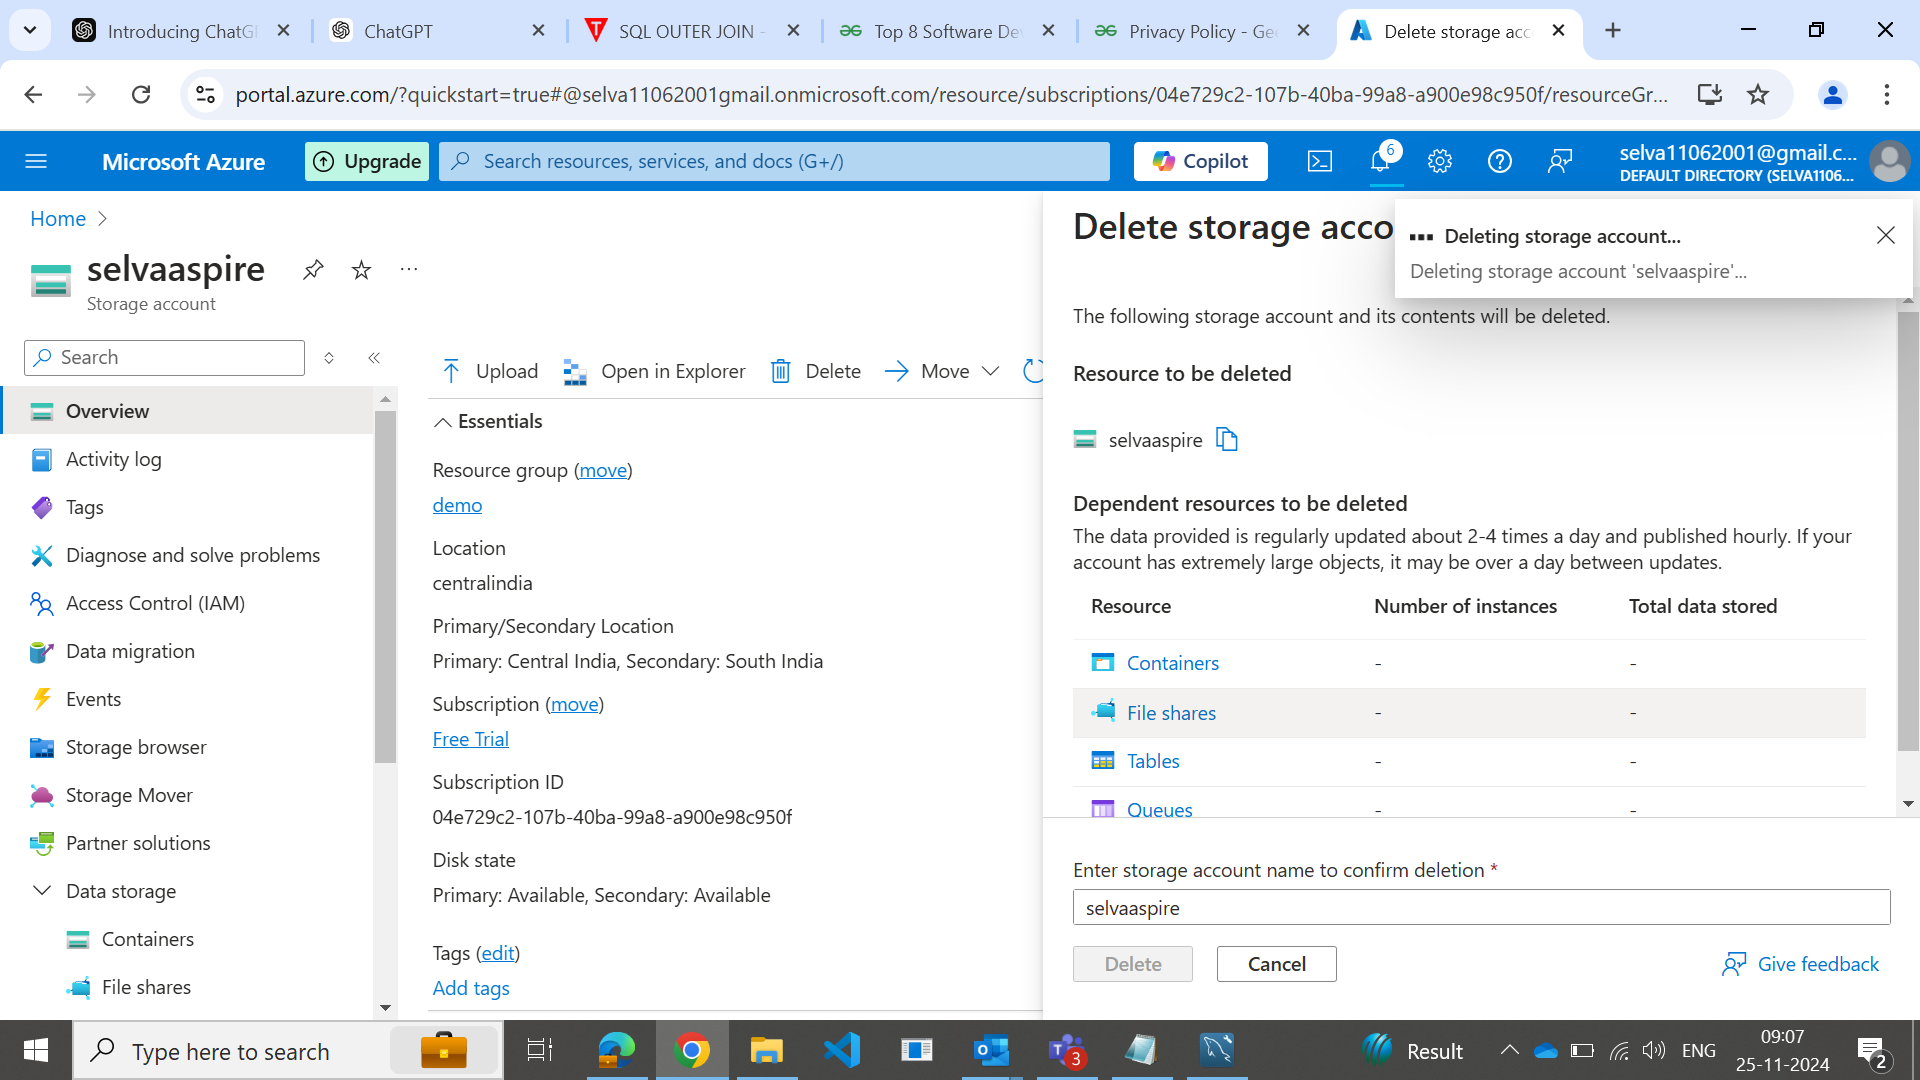 Introducing ChatG
ChatGPT
SQL OUTER JOIN -
Top 8 Software De
Privacy Policy - Ge
Delete storage acc
portal.azure.com/?quickstart=true#@selva11062001gmail.onmicrosoft.com/resource/subscriptions/04e729c2-107b-40ba-99a8-a900e98c950f/resourceGr...
Microsoft Azure
Upgrade
Search resources, services, and docs (G+/)
Copilot
6
selva11062001@gmail.c...
DEFAULT DIRECTORY (SELVA1106...
Home
selvaaspire
Storage account
Search
Overview
Activity log
Tags
Diagnose and solve problems
Access Control (IAM)
Data migration
Events
Storage browser
Storage Mover
Partner solutions
Data storage
Containers
File shares
Upload
Open in Explorer
Delete
Move
Essentials
Resource group (move)
demo
Location
centralindia
Primary/Secondary Location
Primary: Central India, Secondary: South India
Subscription (move)
Free Trial
Subscription ID
04e729c2-107b-40ba-99a8-a900e98c950f
Disk state
Primary: Available, Secondary: Available
Tags (edit)
Add tags
Delete storage acco
Deleting storage account...
Deleting storage account 'selvaaspire'...
The following storage account and its contents will be deleted.
Resource to be deleted
selvaaspire
Dependent resources to be deleted
The data provided is regularly updated about 2-4 times a day and published hourly. If your
account has extremely large objects, it may be over a day between updates.
Resource Number of instances Total data stored
Containers - -
File shares - -
Tables - -
Queues - -
Enter storage account name to confirm deletion *
selvaaspire
Delete
Cancel
Give feedback
Type here to search
3
Result
ENG
09:07
25-11-2024
2